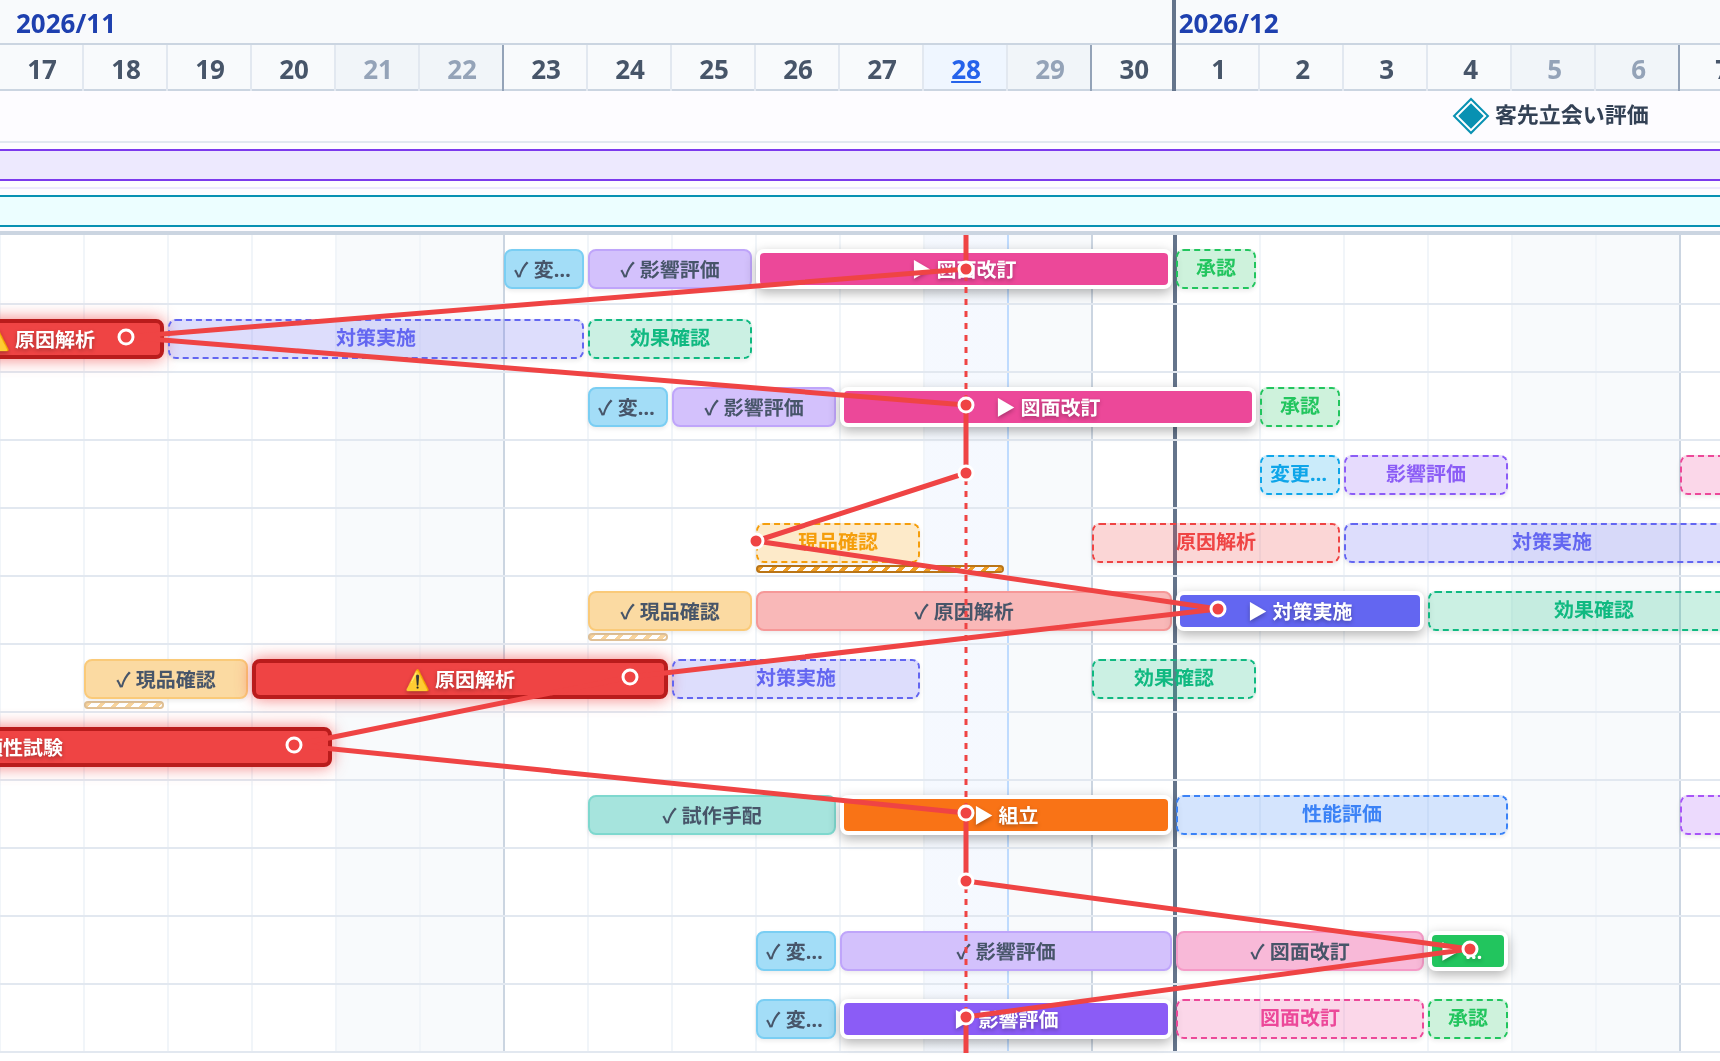 2026/11 2026/12
17 18 19 20 21 22 23 24 25 26 27 28 29 30 1 2 3 4 5 6
客先立会い評価
✓ 変... ✓ 影響評価 ▶ 図面改訂 承認
⚠ 原因解析 対策実施 効果確認
✓ 変... ✓ 影響評価 ▶ 図面改訂 承認
変更... 影響評価
現品確認 原因解析 対策実施
✓ 現品確認 ✓ 原因解析 ▶ 対策実施 効果確認
✓ 現品確認 ⚠ 原因解析 対策実施 効果確認
性試験
✓ 試作手配 ▶ 組立 性能評価
✓ 変... ✓ 影響評価 ✓ 図面改訂 ▶ ...
✓ 変... ▶ 影響評価 図面改訂 承認